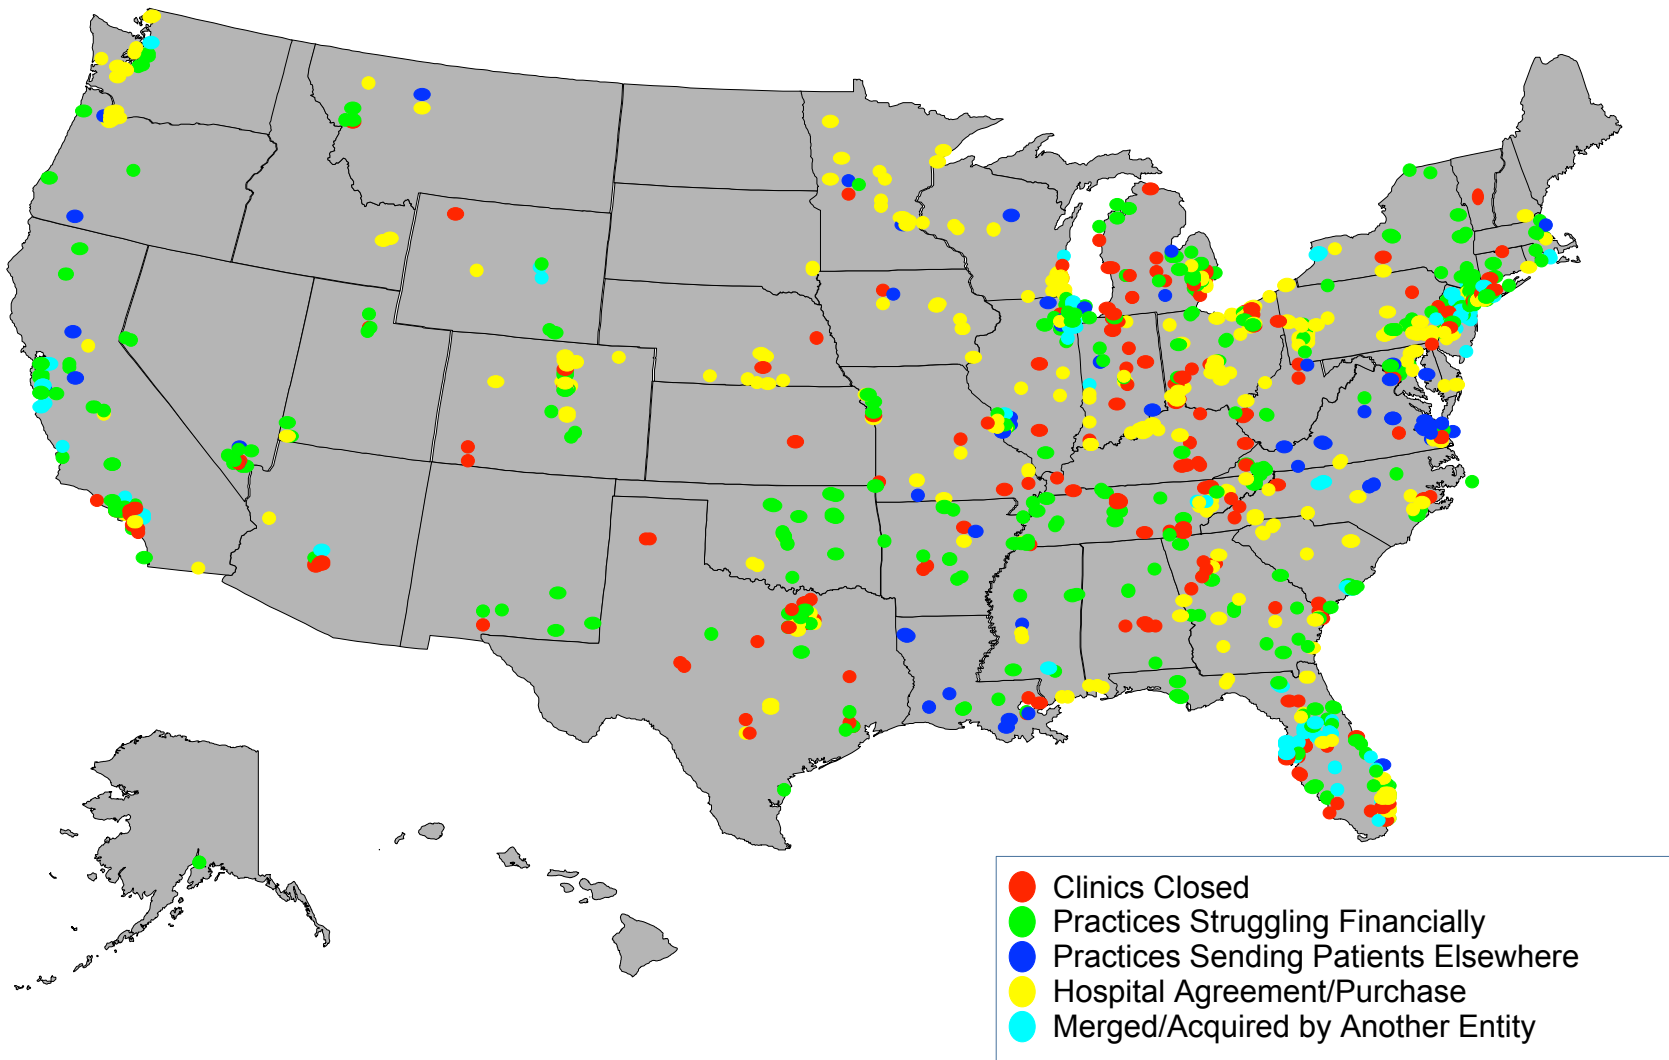 Clinics Closed
Practices Struggling Financially
Practices Sending Patients Elsewhere
Hospital Agreement/Purchase
Merged/Acquired by Another Entity